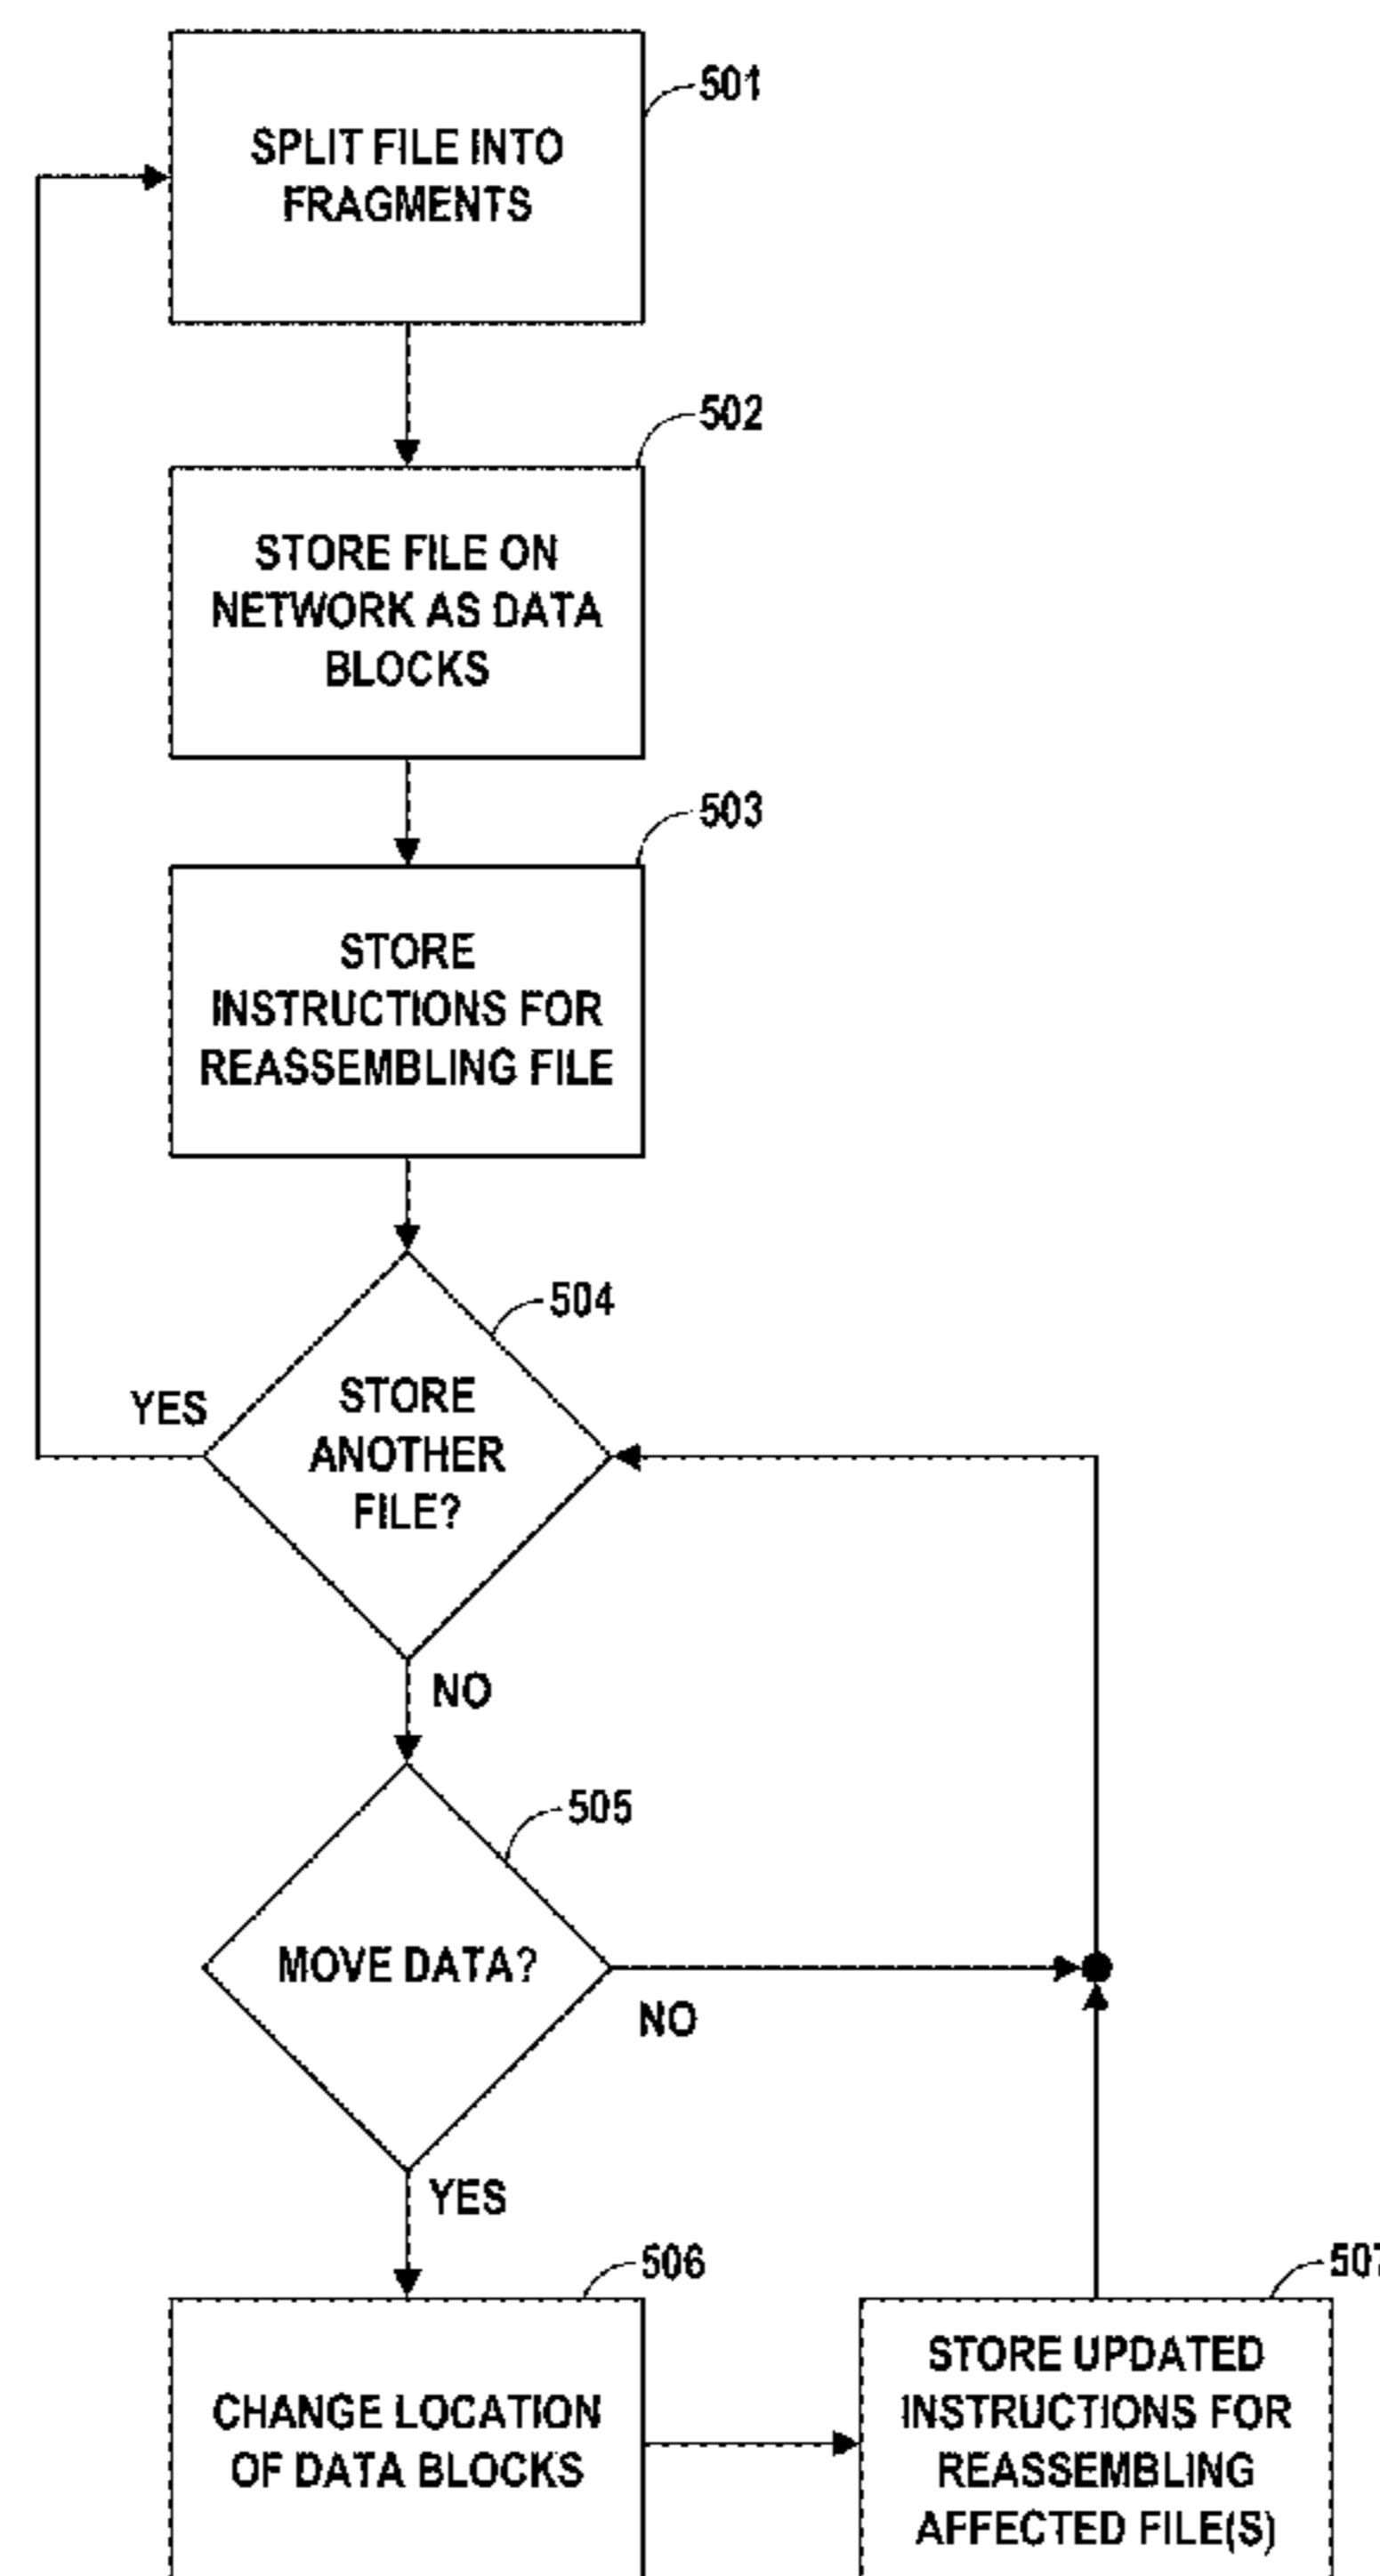 501
SPLIT FILE INTO
FRAGMENTS
502
STORE FILE ON
NETWORK AS DATA
BLOCKS
503
STORE
INSTRUCTIONS FOR
REASSEMBLING FILE
504
YES
STORE
ANOTHER
FILE?
NO
505
MOVE DATA?
NO
YES
506
CHANGE LOCATION
OF DATA BLOCKS
507
STORE UPDATED
INSTRUCTIONS FOR
REASSEMBLING
AFFECTED FILE(S)